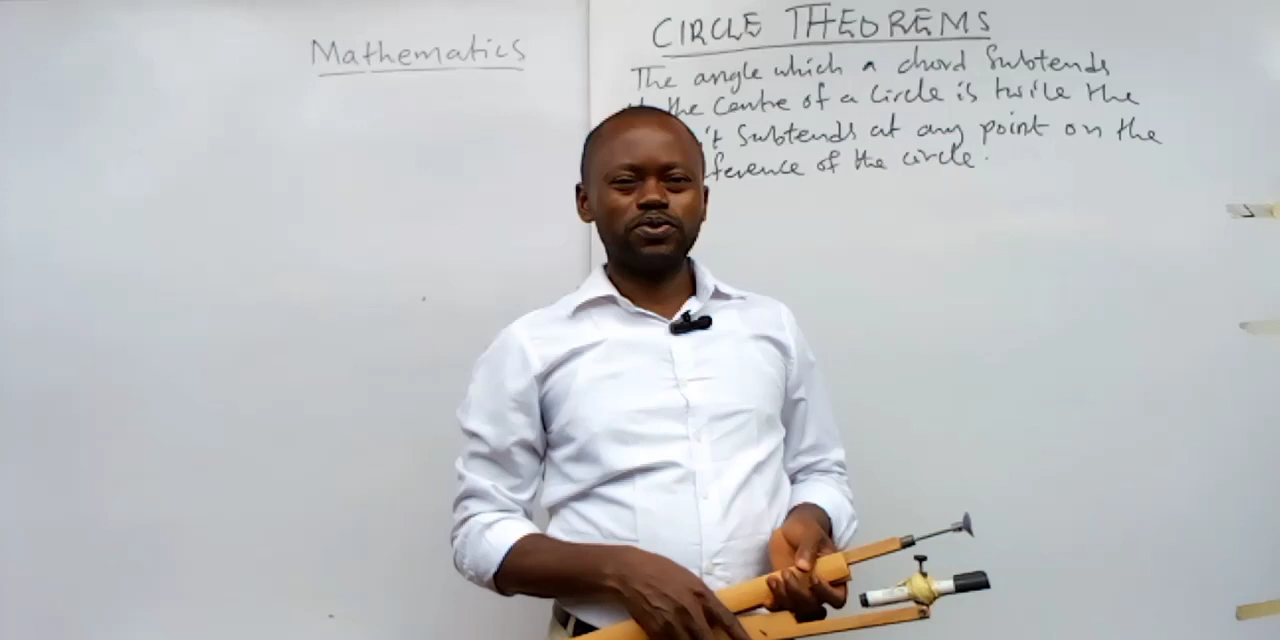 Mathematics
CIRCLE THEOREMS
The angle which a chord Subtends
the Centre of a Circle is twice the
it Subtends at any point on the
ference of the circle.